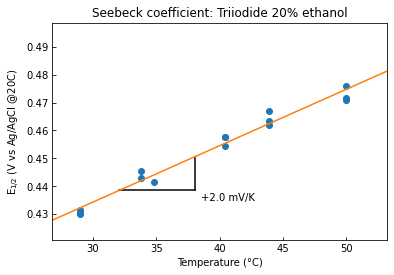 Seebeck coefficient: Triiodide 20% ethanol
E1/2 (V vs Ag/AgCl @20C)
0.49
0.48
0.47
0.46
0.45
0.44
0.43
+2.0 mV/K
30 35 40 45 50
Temperature (°C)